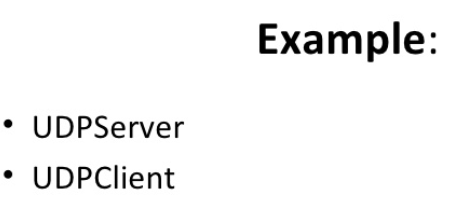 Example:
• UDPServer
• UDPClient